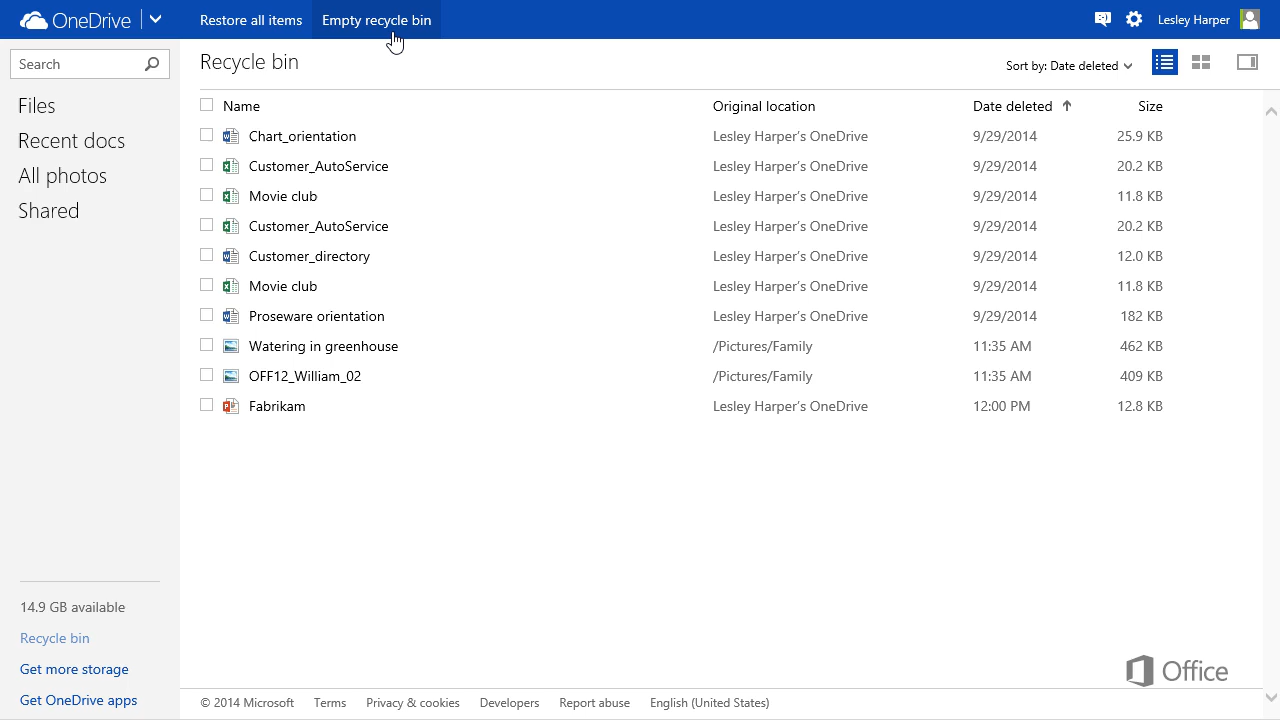 OneDrive Restore all items Empty recycle bin Lesley Harper
Search
Recycle bin
Sort by: Date deleted
Files
Recent docs
All photos
Shared
Name Original location Date deleted Size
Chart_orientation Lesley Harper's OneDrive 9/29/2014 25.9 KB
Customer_AutoService Lesley Harper's OneDrive 9/29/2014 20.2 KB
Movie club Lesley Harper's OneDrive 9/29/2014 11.8 KB
Customer_AutoService Lesley Harper's OneDrive 9/29/2014 20.2 KB
Customer_directory Lesley Harper's OneDrive 9/29/2014 12.0 KB
Movie club Lesley Harper's OneDrive 9/29/2014 11.8 KB
Proseware orientation Lesley Harper's OneDrive 9/29/2014 182 KB
Watering in greenhouse /Pictures/Family 11:35 AM 462 KB
OFF12_William_02 /Pictures/Family 11:35 AM 409 KB
Fabrikam Lesley Harper's OneDrive 12:00 PM 12.8 KB
14.9 GB available
Recycle bin
Get more storage
Get OneDrive apps
Office
© 2014 Microsoft Terms Privacy & cookies Developers Report abuse English (United States)